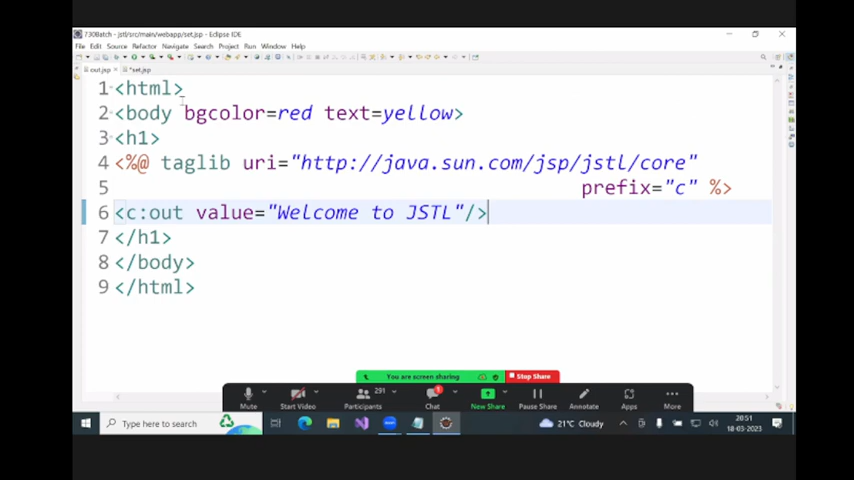 730Batch - jstl/src/main/webapp/set.jsp - Eclipse IDE
File Edit Source Refactor Navigate Search Project Run Window Help
out.jsp *set.jsp
1 <html>
2 <body bgcolor=red text=yellow>
3 <h1>
4 <%@ taglib uri="http://java.sun.com/jsp/jstl/core"
5 prefix="c" %>
6 <c:out value="Welcome to JSTL"/>
7 </h1>
8 </body>
9 </html>
You are screen sharing Stop Share
291 1
Mute Start Video Participants Chat New Share Pause Share Annotate Apps More
Type here to search 21°C Cloudy 20:51
18-03-2023